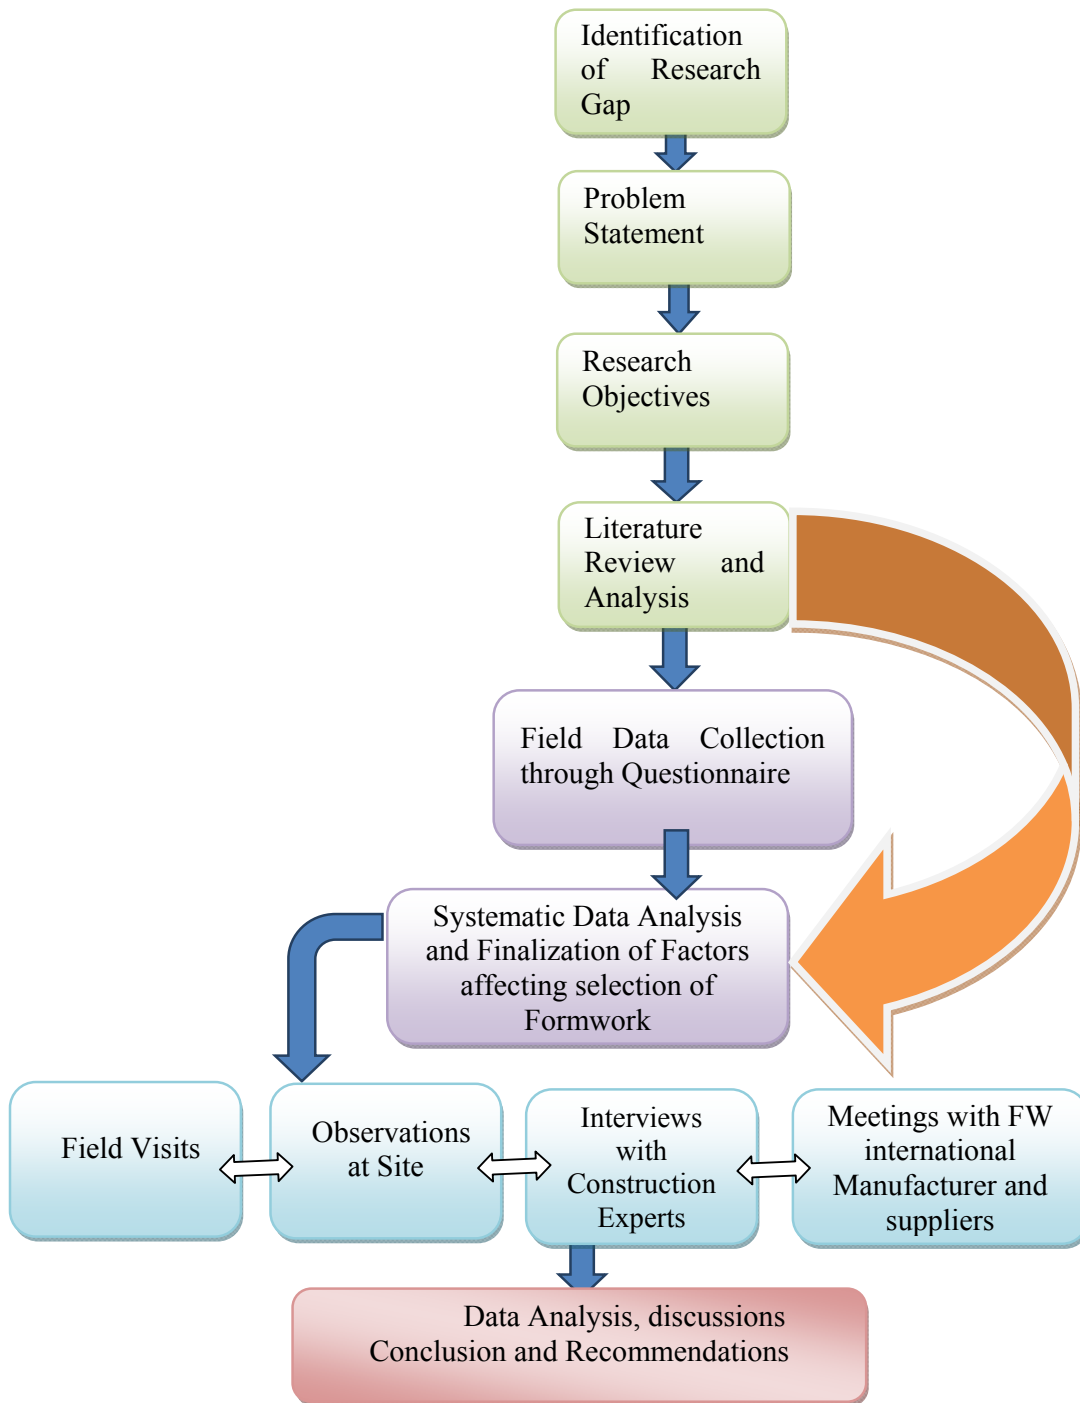 Identification
of Research
Gap
Problem
Statement
Research
Objectives
Literature
Review and
Analysis
Field Data Collection
through Questionnaire
Systematic Data Analysis
and Finalization of Factors
affecting selection of
Formwork
Field Visits
Observations
at Site
Interviews
with
Construction
Experts
Meetings with FW
international
Manufacturer and
suppliers
Data Analysis, discussions
Conclusion and Recommendations